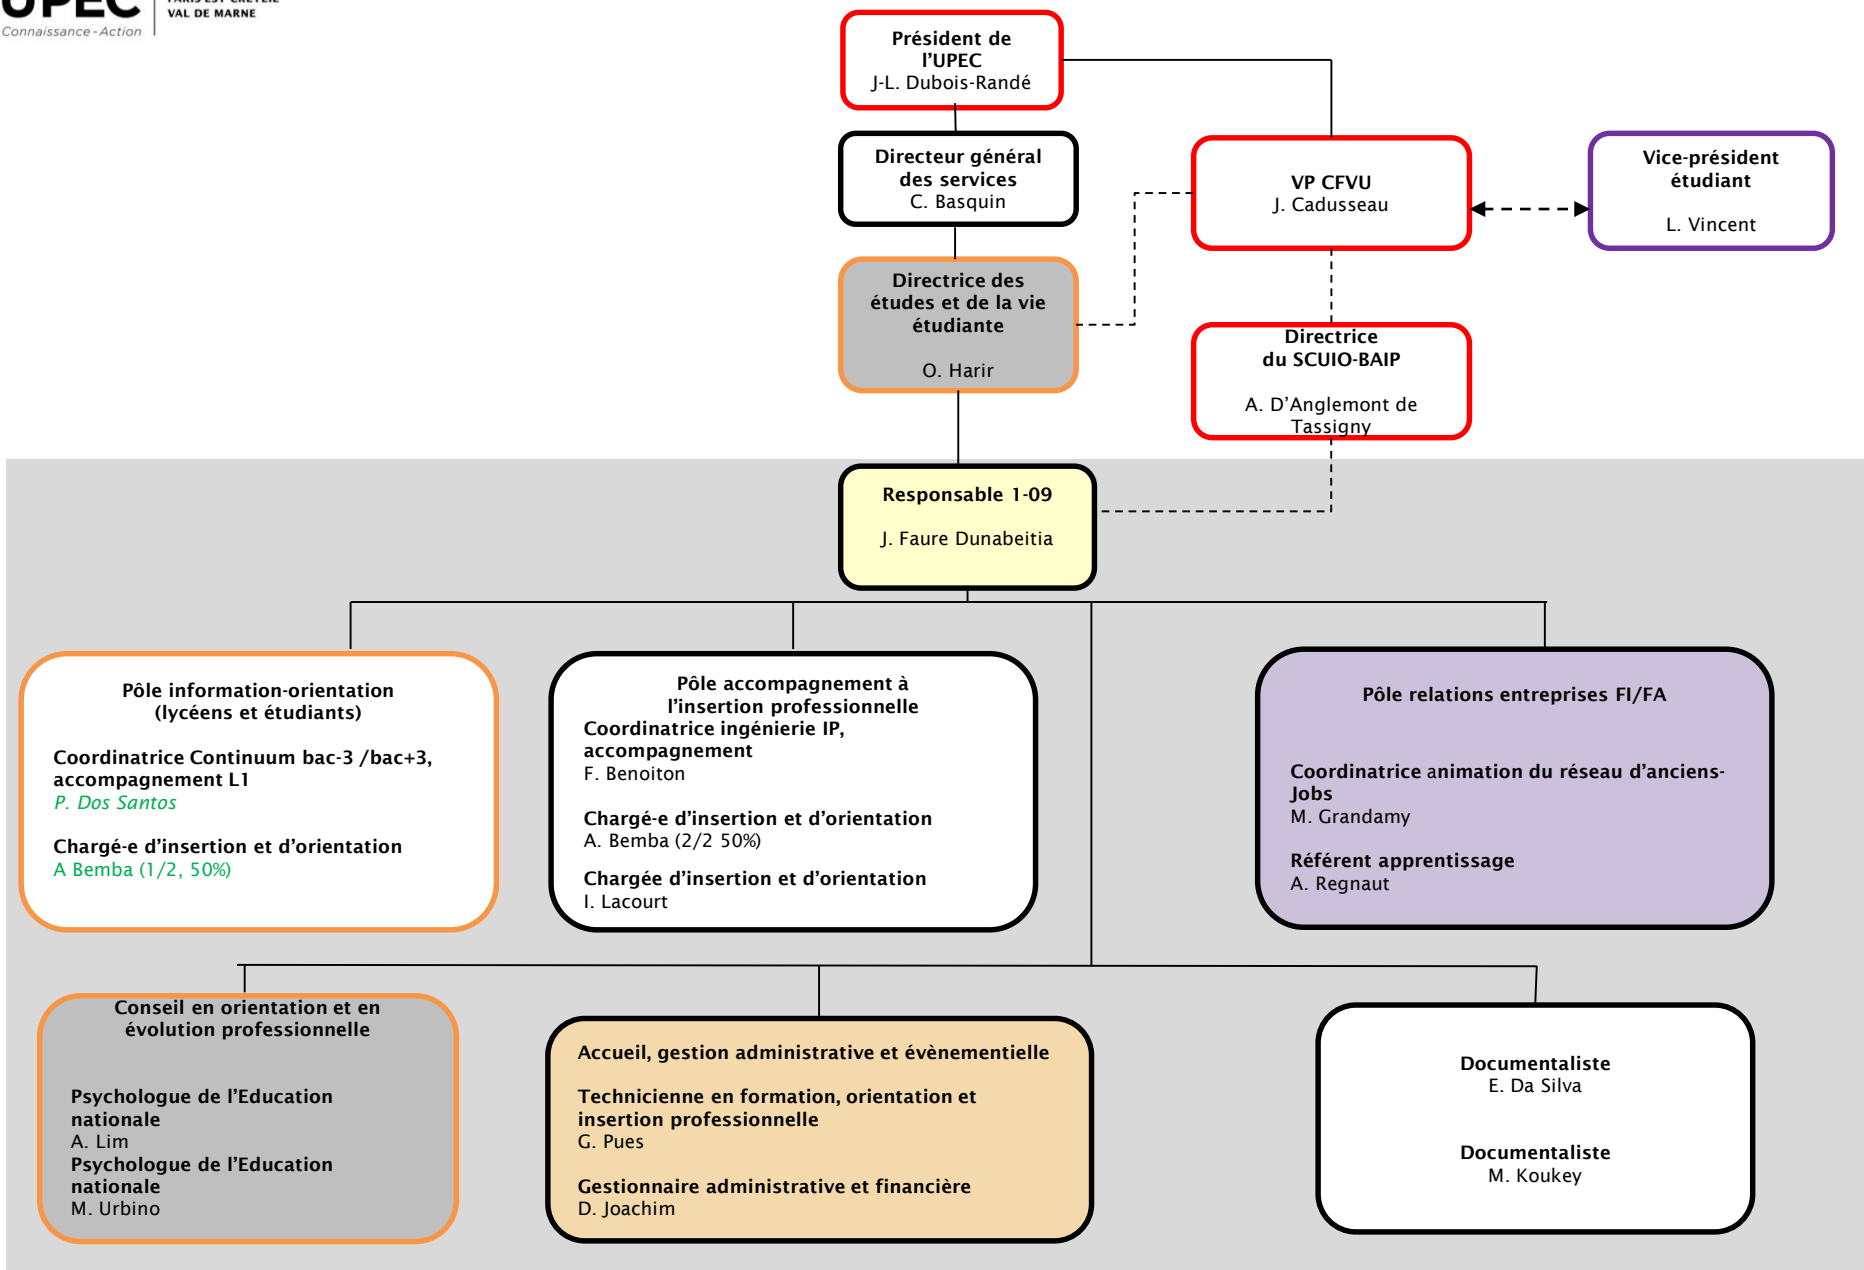 UPEC
PARIS-EST CRETEIL
VAL DE MARNE
Connaissance - Action
Président de
l'UPEC
J-L. Dubois-Randé
Directeur général
des services
C. Basquin
VP CFVU
J. Cadusseau
Vice-président
étudiant
L. Vincent
Directrice des
études et de la vie
étudiante
O. Harir
Directrice
du SCUIO-BAIP
A. D’Anglemont de
Tassigny
Responsable 1-09
J. Faure Dunabeitia
Pôle information-orientation
(lycéens et étudiants)
Coordinatrice Continuum bac-3 /bac+3,
accompagnement L1
P. Dos Santos
Chargé-e d’insertion et d’orientation
A Bemba (1/2, 50%)
Pôle accompagnement à
l’insertion professionnelle
Coordinatrice ingénierie IP,
accompagnement
F. Benoiton
Chargé-e d’insertion et d’orientation
A. Bemba (2/2 50%)
Chargée d’insertion et d’orientation
I. Lacourt
Pôle relations entreprises FI/FA
Coordinatrice animation du réseau d’anciens-
Jobs
M. Grandamy
Référent apprentissage
A. Regnaut
Conseil en orientation et en
évolution professionnelle
Psychologue de l’Education
nationale
A. Lim
Psychologue de l’Education
nationale
M. Urbino
Accueil, gestion administrative et évènementielle
Technicienne en formation, orientation et
insertion professionnelle
G. Pues
Gestionnaire administrative et financière
D. Joachim
Documentaliste
E. Da Silva
Documentaliste
M. Koukey